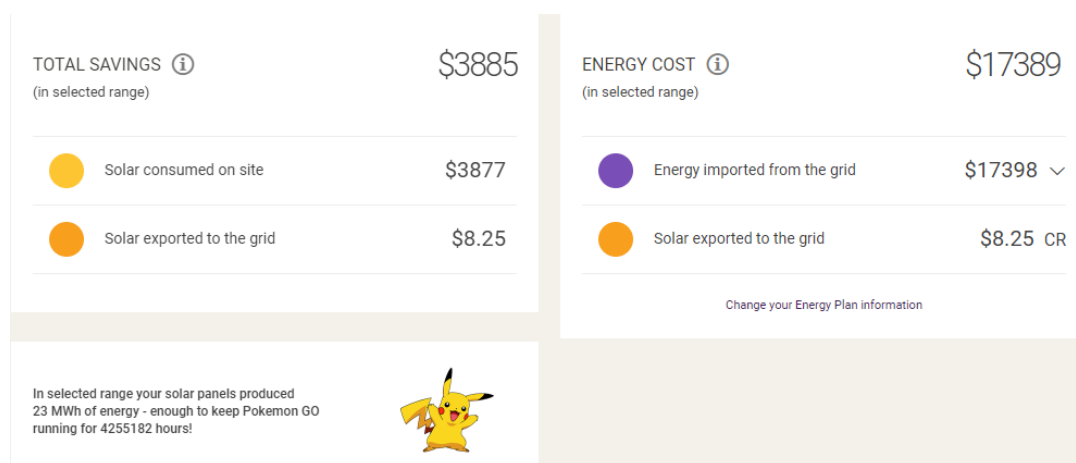 TOTAL SAVINGS
$3885
(in selected range)
Solar consumed on site
$3877
Solar exported to the grid
$8.25
In selected range your solar panels produced
23 MWh of energy - enough to keep Pokemon GO
running for 4255182 hours!
ENERGY COST
$17389
(in selected range)
Energy imported from the grid
$17398
Solar exported to the grid
$8.25 CR
Change your Energy Plan information